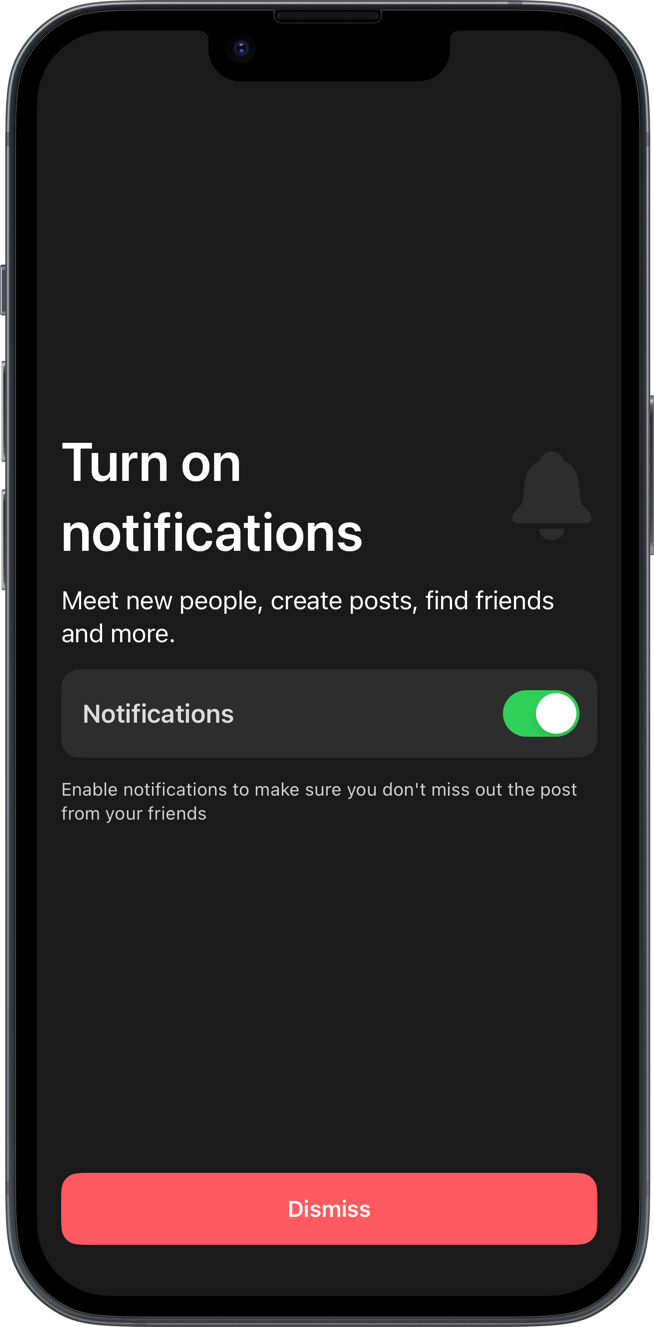 Turn on
notifications
Meet new people, create posts, find friends
and more.
Notifications
Enable notifications to make sure you don't miss out the post
from your friends
Dismiss